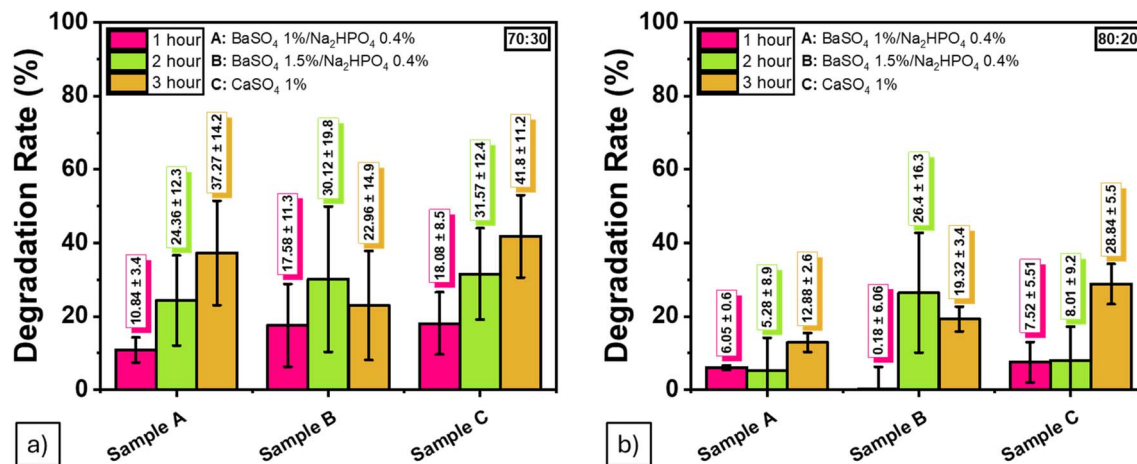 Degradation Rate (%)
100
80
60
40
20
0
1 hour
2 hour
3 hour
A: BaSO₄ 1%/Na₂HPO₄ 0.4%
B: BaSO₄ 1.5%/Na₂HPO₄ 0.4%
C: CaSO₄ 1%
70:30
10.84 ± 3.4
24.36 ± 12.3
37.27 ± 14.2
17.58 ± 11.3
30.12 ± 19.8
22.96 ± 14.9
18.08 ± 8.5
31.57 ± 12.4
41.8 ± 11.2
Sample A
Sample B
Sample C
a)
Degradation Rate (%)
100
80
60
40
20
0
1 hour
2 hour
3 hour
A: BaSO₄ 1%/Na₂HPO₄ 0.4%
B: BaSO₄ 1.5%/Na₂HPO₄ 0.4%
C: CaSO₄ 1%
80:20
6.05 ± 0.6
5.28 ± 8.9
12.88 ± 2.6
0.18 ± 6.06
26.4 ± 16.3
19.32 ± 3.4
7.52 ± 5.51
8.01 ± 9.2
28.84 ± 5.5
Sample A
Sample B
Sample C
b)